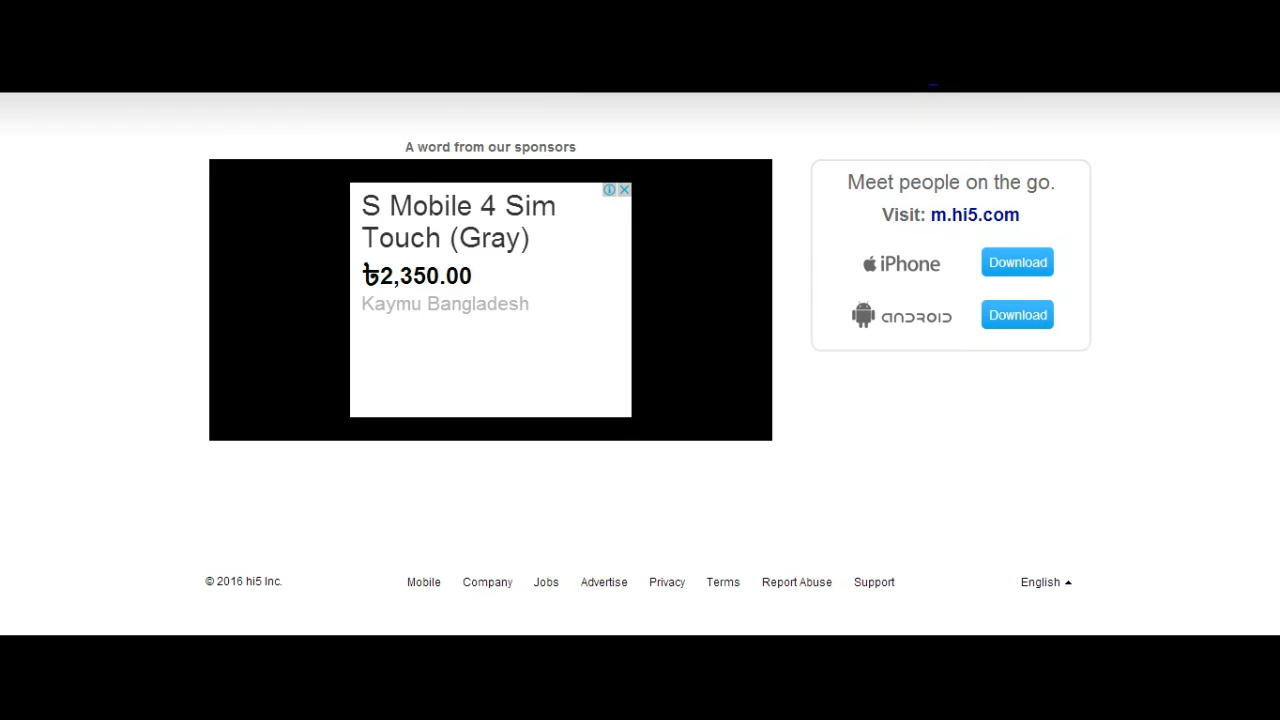 A word from our sponsors
S Mobile 4 Sim
Touch (Gray)
৳2,350.00
Kaymu Bangladesh
Meet people on the go.
Visit: m.hi5.com
iPhone Download
ANDROID Download
© 2016 hi5 Inc. Mobile Company Jobs Advertise Privacy Terms Report Abuse Support English